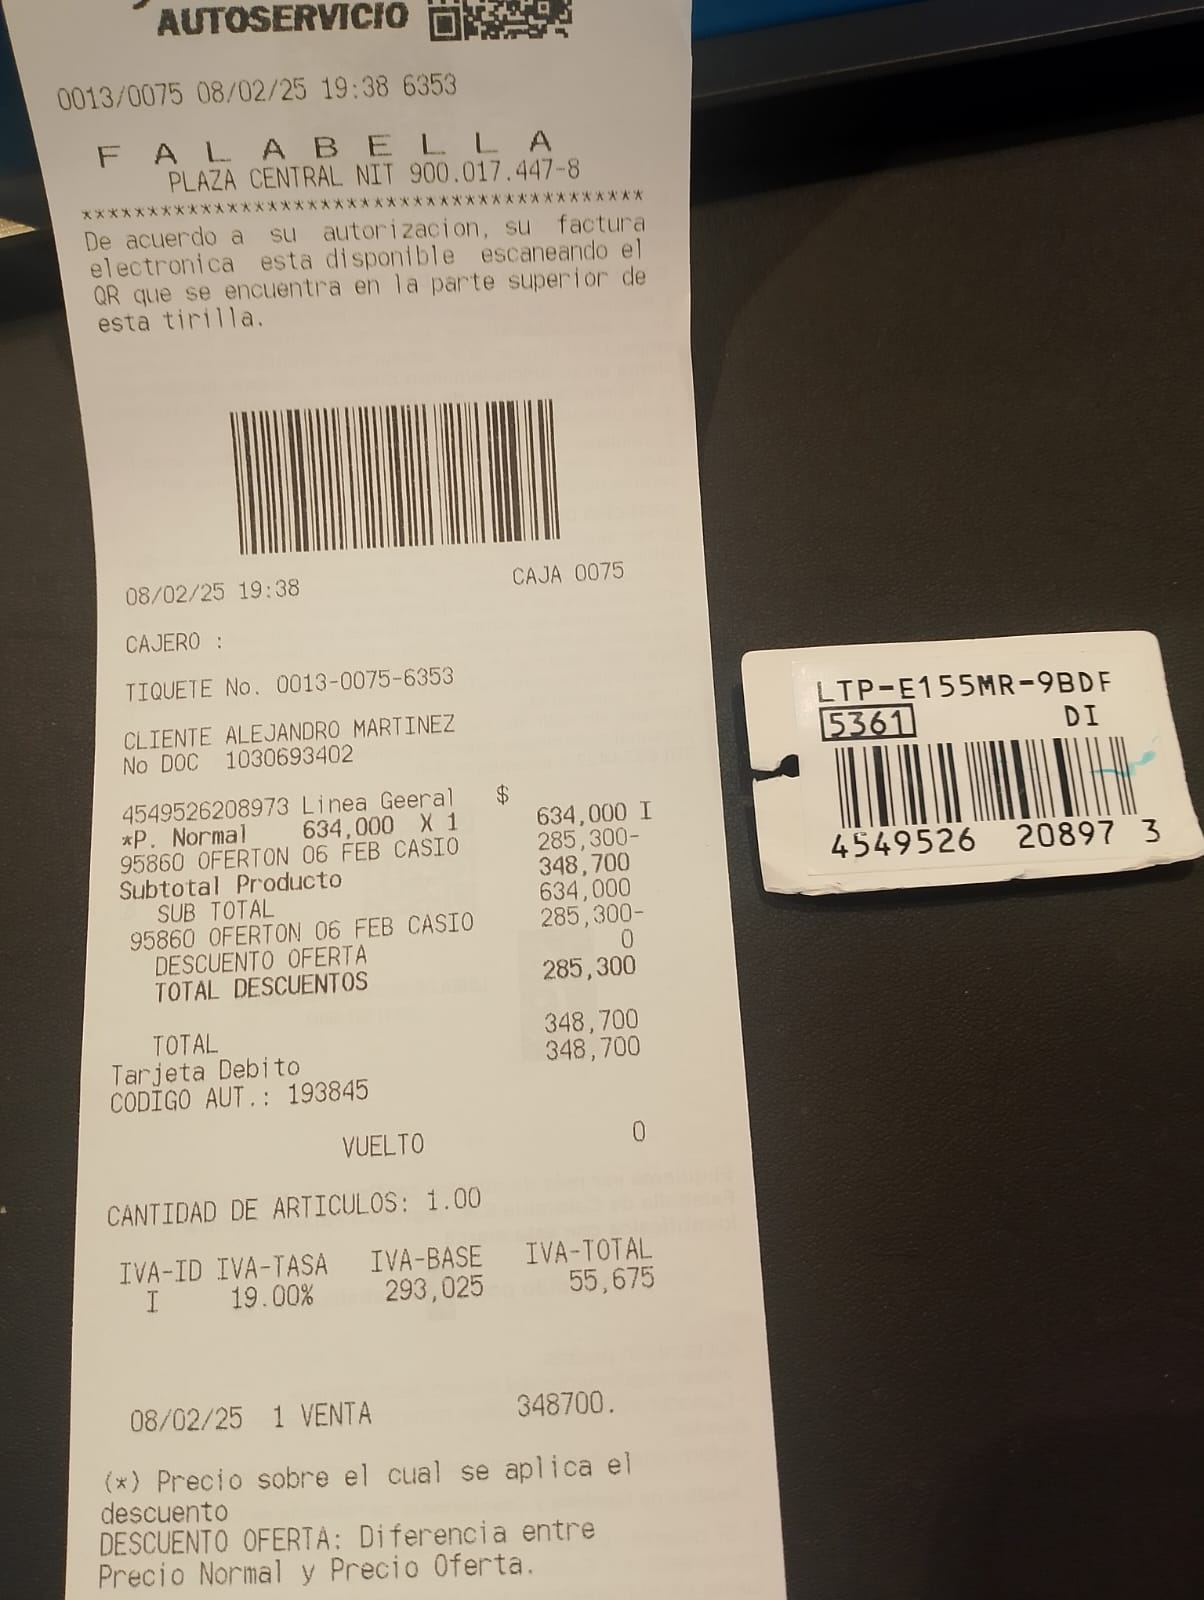 AUTOSERVICIO
0013/0075 08/02/25 19:38 6353
F A L A B E L L A
PLAZA CENTRAL NIT 900.017.447-8
*******************************************
De acuerdo a su autorizacion, su factura
electronica esta disponible escaneando el
QR que se encuentra en la parte superior de
esta tirilla.
08/02/25 19:38 CAJA 0075
CAJERO :
TIQUETE No. 0013-0075-6353
CLIENTE ALEJANDRO MARTINEZ
No DOC 1030693402
4549526208973 Linea Geeral $ 634,000 I
*P. Normal 634,000 X 1
95860 OFERTON 06 FEB CASIO 285,300-
Subtotal Producto 348,700
SUB TOTAL 634,000
95860 OFERTON 06 FEB CASIO 285,300-
DESCUENTO OFERTA 0
TOTAL DESCUENTOS 285,300
TOTAL 348,700
Tarjeta Debito 348,700
CODIGO AUT.: 193845
VUELTO 0
CANTIDAD DE ARTICULOS: 1.00
IVA-ID IVA-TASA IVA-BASE IVA-TOTAL
I 19.00% 293,025 55,675
08/02/25 1 VENTA 348700.
(*) Precio sobre el cual se aplica el
descuento
DESCUENTO OFERTA: Diferencia entre
Precio Normal y Precio Oferta.
LTP-E155MR-9BDF
5361 DI
4549526 20897 3